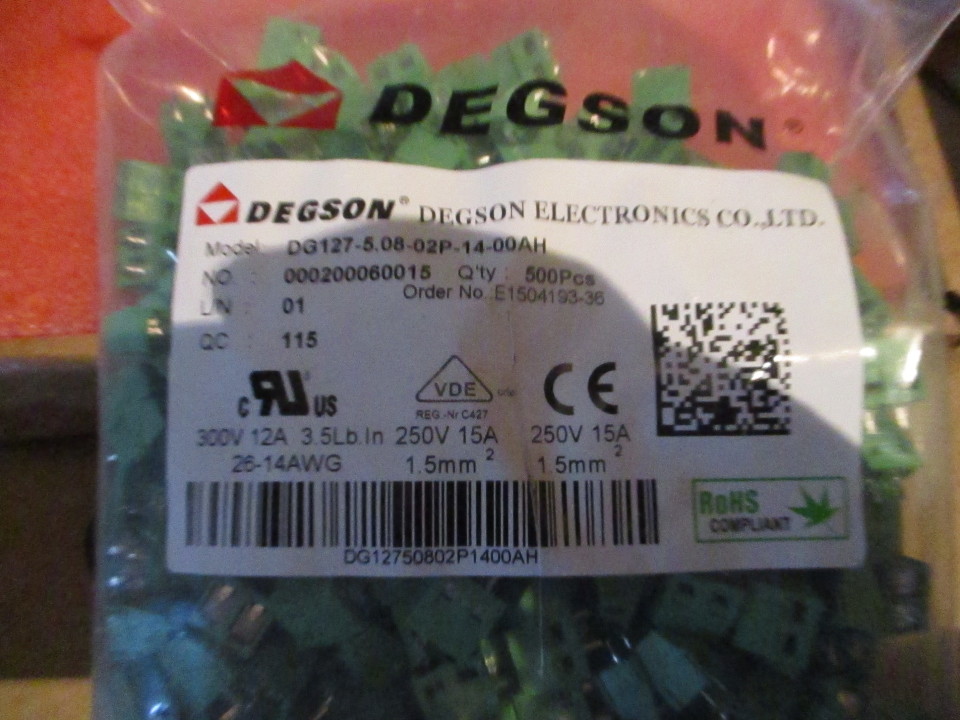 DEGSON
DEGSON® DEGSON ELECTRONICS CO.,LTD.
Model DG127-5.08-02P-14-00AH
NO : 000200060015 Q'ty : 500Pcs
Order No E1504193-36
L/N : 01
QC : 115
c RU US VDE CE
REG.-Nr C427
300V 12A 3.5Lb.In 250V 15A 250V 15A
26-14AWG 1.5mm² 1.5mm²
RoHS
COMPLIANT
DG12750802P1400AH